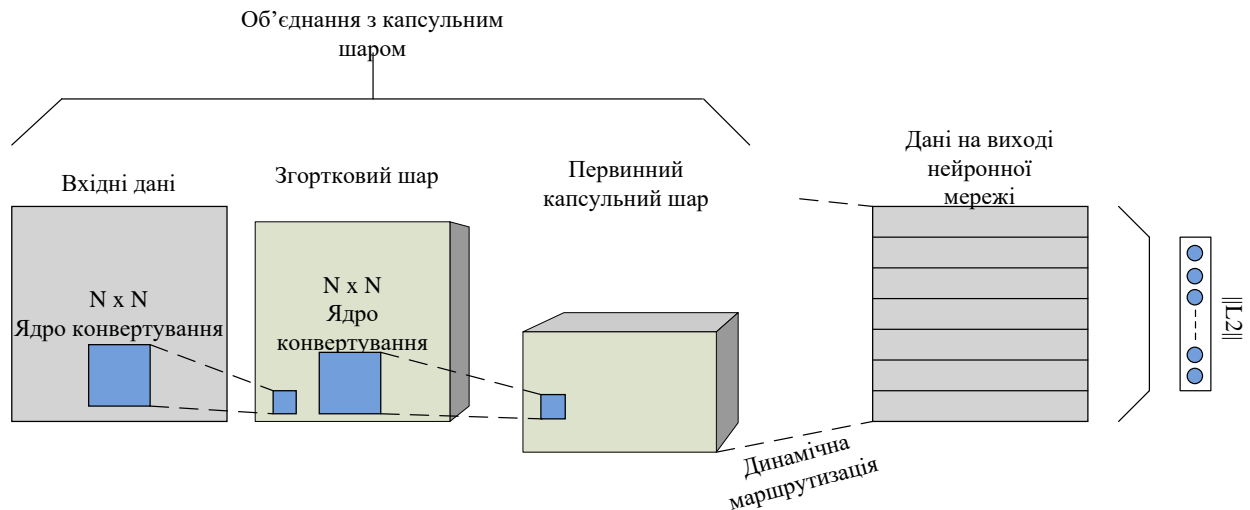 Об’єднання з капсульним
шаром
Вхідні дані
Згортковий шар
Первинний
капсульний шар
Дані на виході
нейронної
мережі
N x N
Ядро конвертування
N x N
Ядро
конвертування
Динамічна
маршрутизація
||L2||